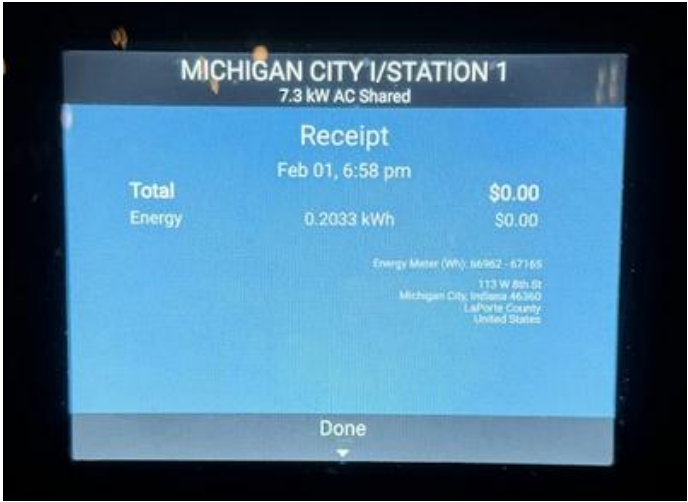 MICHIGAN CITY I/STATION 1
7.3 kW AC Shared
Receipt
Feb 01, 6:58 pm
Total $0.00
Energy 0.2033 kWh $0.00
Energy Meter (Wh): 66962 - 67165
113 W 8th St
Michigan City, Indiana 46360
LaPorte County
United States
Done